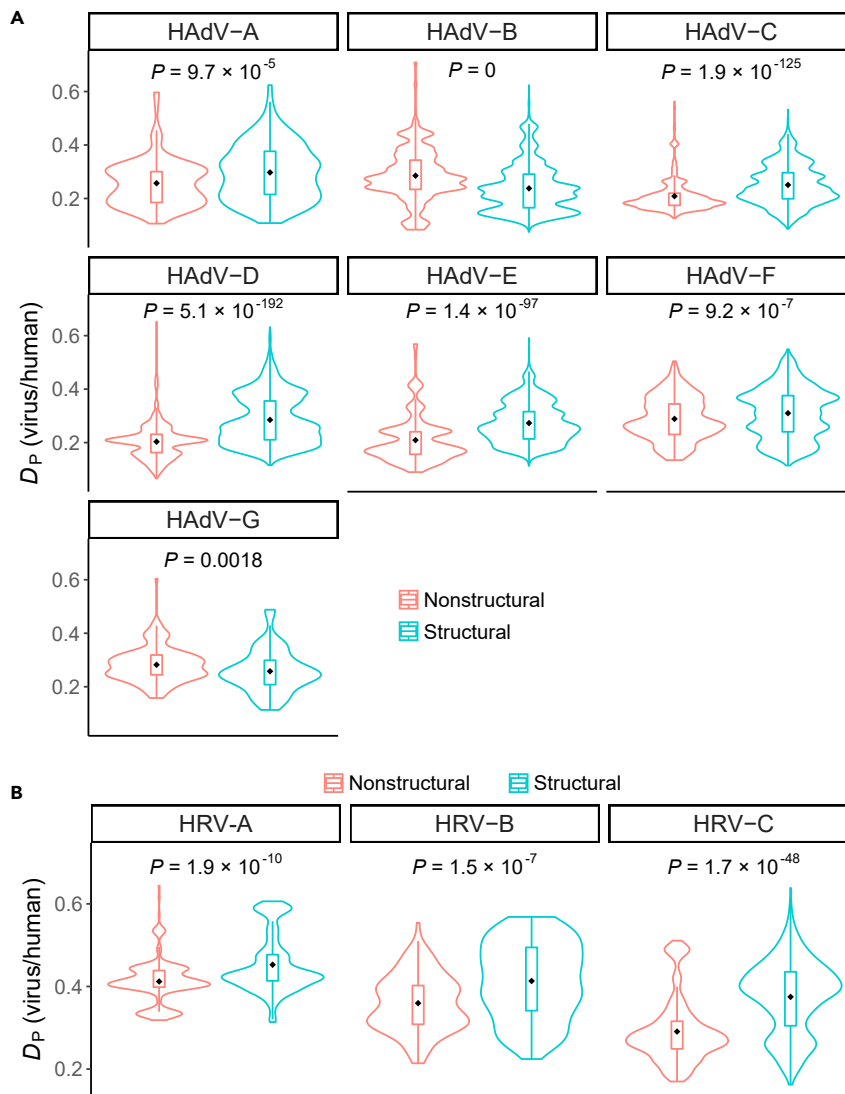 A
HAdV−A HAdV−B HAdV−C
P = 9.7 × 10-5 P = 0 P = 1.9 × 10-125
0.6
0.4
0.2
HAdV−D HAdV−E HAdV−F
P = 5.1 × 10-192 P = 1.4 × 10-97 P = 9.2 × 10-7
0.6
0.4
0.2
DP (virus/human)
HAdV−G
P = 0.0018
0.6
0.4
0.2
Nonstructural
Structural
B
Nonstructural Structural
HRV-A HRV−B HRV−C
P = 1.9 × 10-10 P = 1.5 × 10-7 P = 1.7 × 10-48
0.6
0.4
0.2
DP (virus/human)